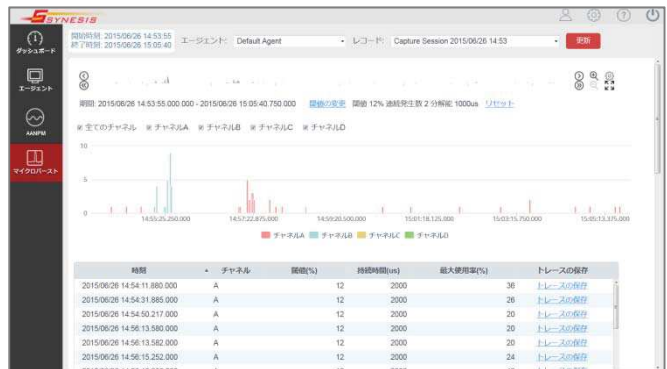 SYNESIS
開始時刻: 2015/06/26 14:53:55
終了時刻: 2015/06/26 15:05:40
エージェント: Default Agent
レコード: Capture Session 2015/06/26 14:53
更新
ダッシュボード
エージェント
AANPM
マイクロバースト
期間: 2015/06/26 14:53:55.000.000 - 2015/06/26 15:05:40.750.000 閾値の変更 閾値 12% 連続発生数 2 分解能 1000us リセット
全てのチャネル チャネルA チャネルB チャネルC チャネルD
10
5
0
14:55:25.250.000 14:57:22.875.000 14:59:20.500.000 15:01:18.125.000 15:03:15.750.000 15:05:13.375.000
チャネルA チャネルB チャネルC チャネルD
時刻 チャネル 閾値(%) 持続時間(us) 最大使用率(%) トレースの保存
2015/06/26 14:54:11.880.000 A 12 2000 36 トレースの保存
2015/06/26 14:54:31.865.000 A 12 2000 26 トレースの保存
2015/06/26 14:54:50.217.000 A 12 2000 20 トレースの保存
2015/06/26 14:56:13.580.000 A 12 2000 20 トレースの保存
2015/06/26 14:56:13.582.000 A 12 2000 20 トレースの保存
2015/06/26 14:56:15.252.000 A 12 2000 24 トレースの保存